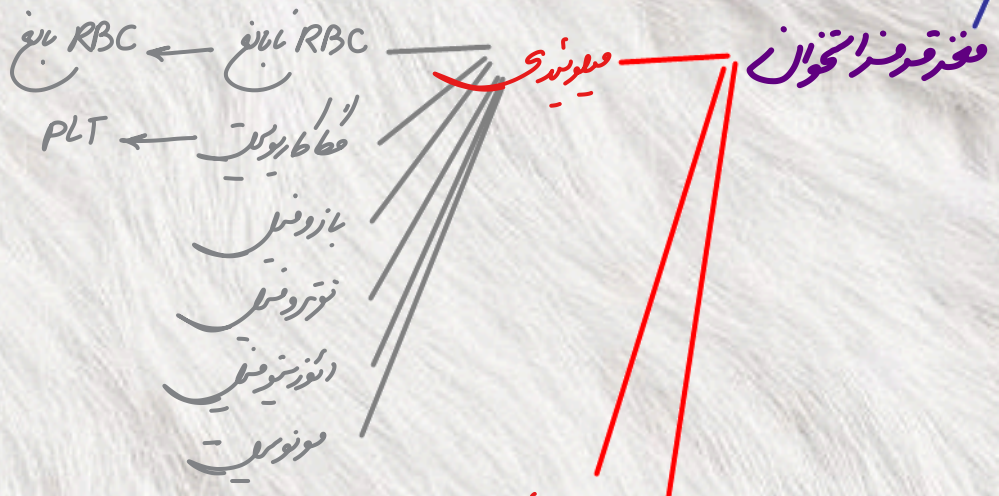 مغز قرمز استخوان
میلوئیدی
RBC نابالغ ← RBC بالغ
مگاکاریوسیت ← PLT
بازوفیل
نوتروفیل
ائوزینوفیل
مونوسیت